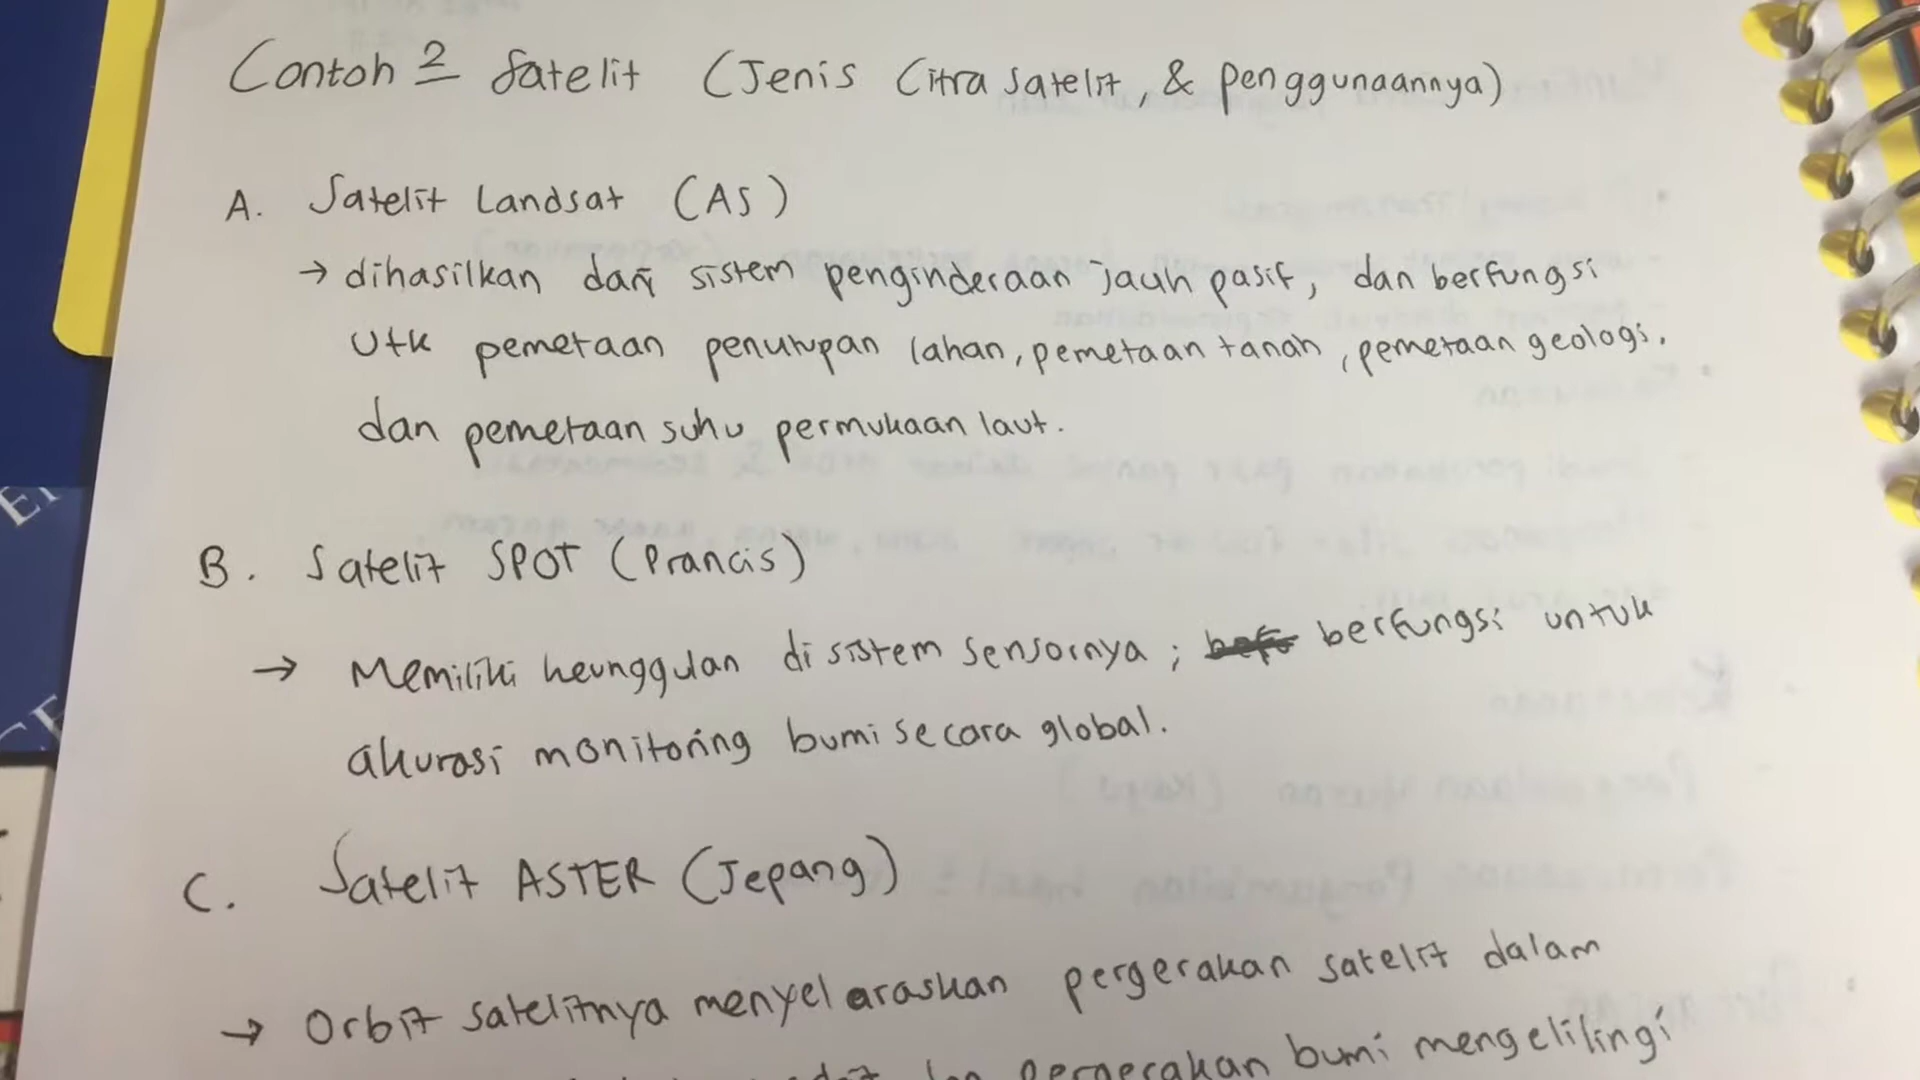 Contoh 2 Satelit (Jenis Citra Satelit, & penggunaannya)
A. Satelit Landsat (AS)
→ dihasilkan dari sistem penginderaan jauh pasif, dan berfungsi
utk pemetaan penutupan lahan, pemetaan tanah, pemetaan geologi,
dan pemetaan suhu permukaan laut.
B. Satelit SPOT (Prancis)
→ Memiliki keunggulan di sistem sensornya; berfungsi untuk
akurasi monitoring bumi secara global.
C. Satelit ASTER (Jepang)
→ Orbit satelitnya menyelaraskan pergerakan satelit dalam
pergerakan bumi mengelilingi